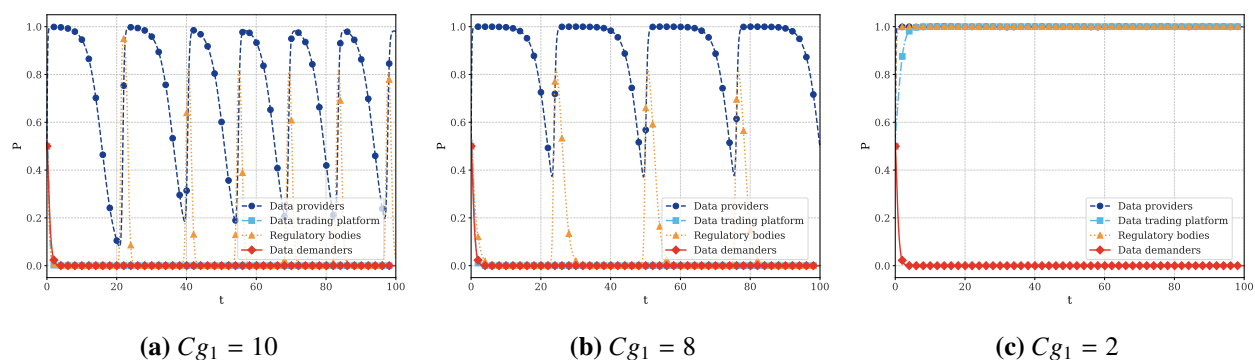 P
1.0
0.8
0.6
0.4
0.2
0.0
0 20 40 60 80 100
t
Data providers
Data trading platform
Regulatory bodies
Data demanders
(a) Cg₁ = 10
P
1.0
0.8
0.6
0.4
0.2
0.0
0 20 40 60 80 100
t
Data providers
Data trading platform
Regulatory bodies
Data demanders
(b) Cg₁ = 8
P
1.0
0.8
0.6
0.4
0.2
0.0
0 20 40 60 80 100
t
Data providers
Data trading platform
Regulatory bodies
Data demanders
(c) Cg₁ = 2